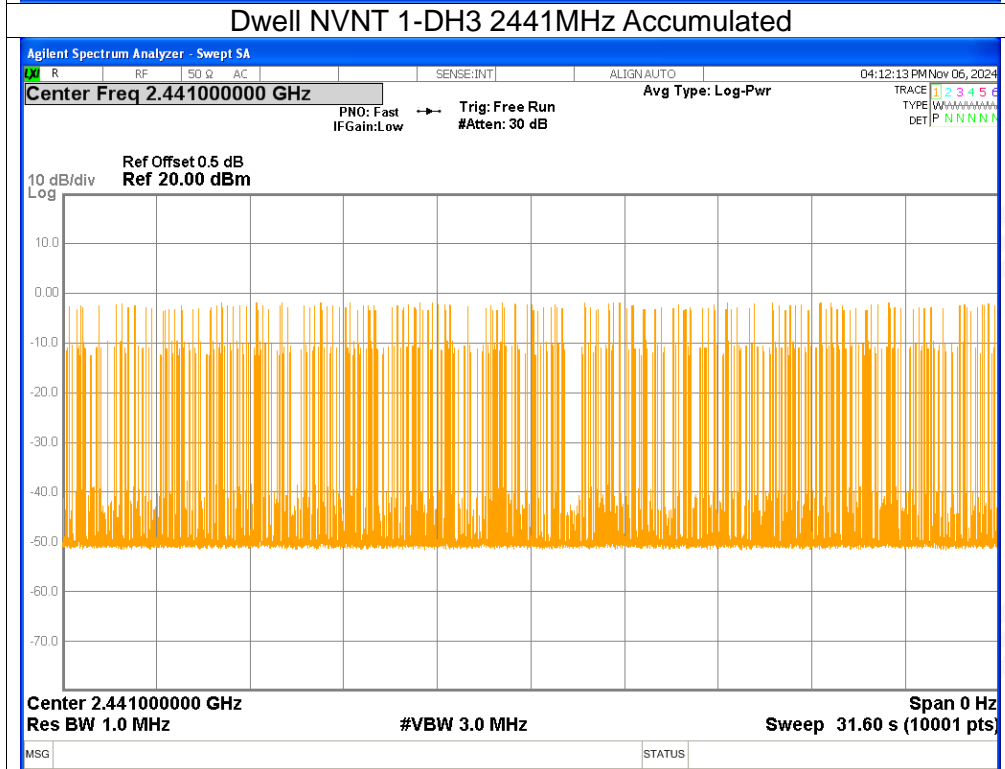 Dwell NVNT 1-DH3 2441MHz Accumulated
Agilent Spectrum Analyzer - Swept SA
LXI R RF 50 Ω AC SENSE:INT ALIGN AUTO 04:12:13 PM Nov 06, 2024
Center Freq 2.441000000 GHz Avg Type: Log-Pwr TRACE 1 2 3 4 5 6
PNO: Fast Trig: Free Run TYPE W
IFGain:Low #Atten: 30 dB DET P N N N N N
Ref Offset 0.5 dB
10 dB/div Ref 20.00 dBm
Log
10.0
0.00
-10.0
-20.0
-30.0
-40.0
-50.0
-60.0
-70.0
Center 2.441000000 GHz Span 0 Hz
Res BW 1.0 MHz #VBW 3.0 MHz Sweep 31.60 s (10001 pts)
MSG STATUS